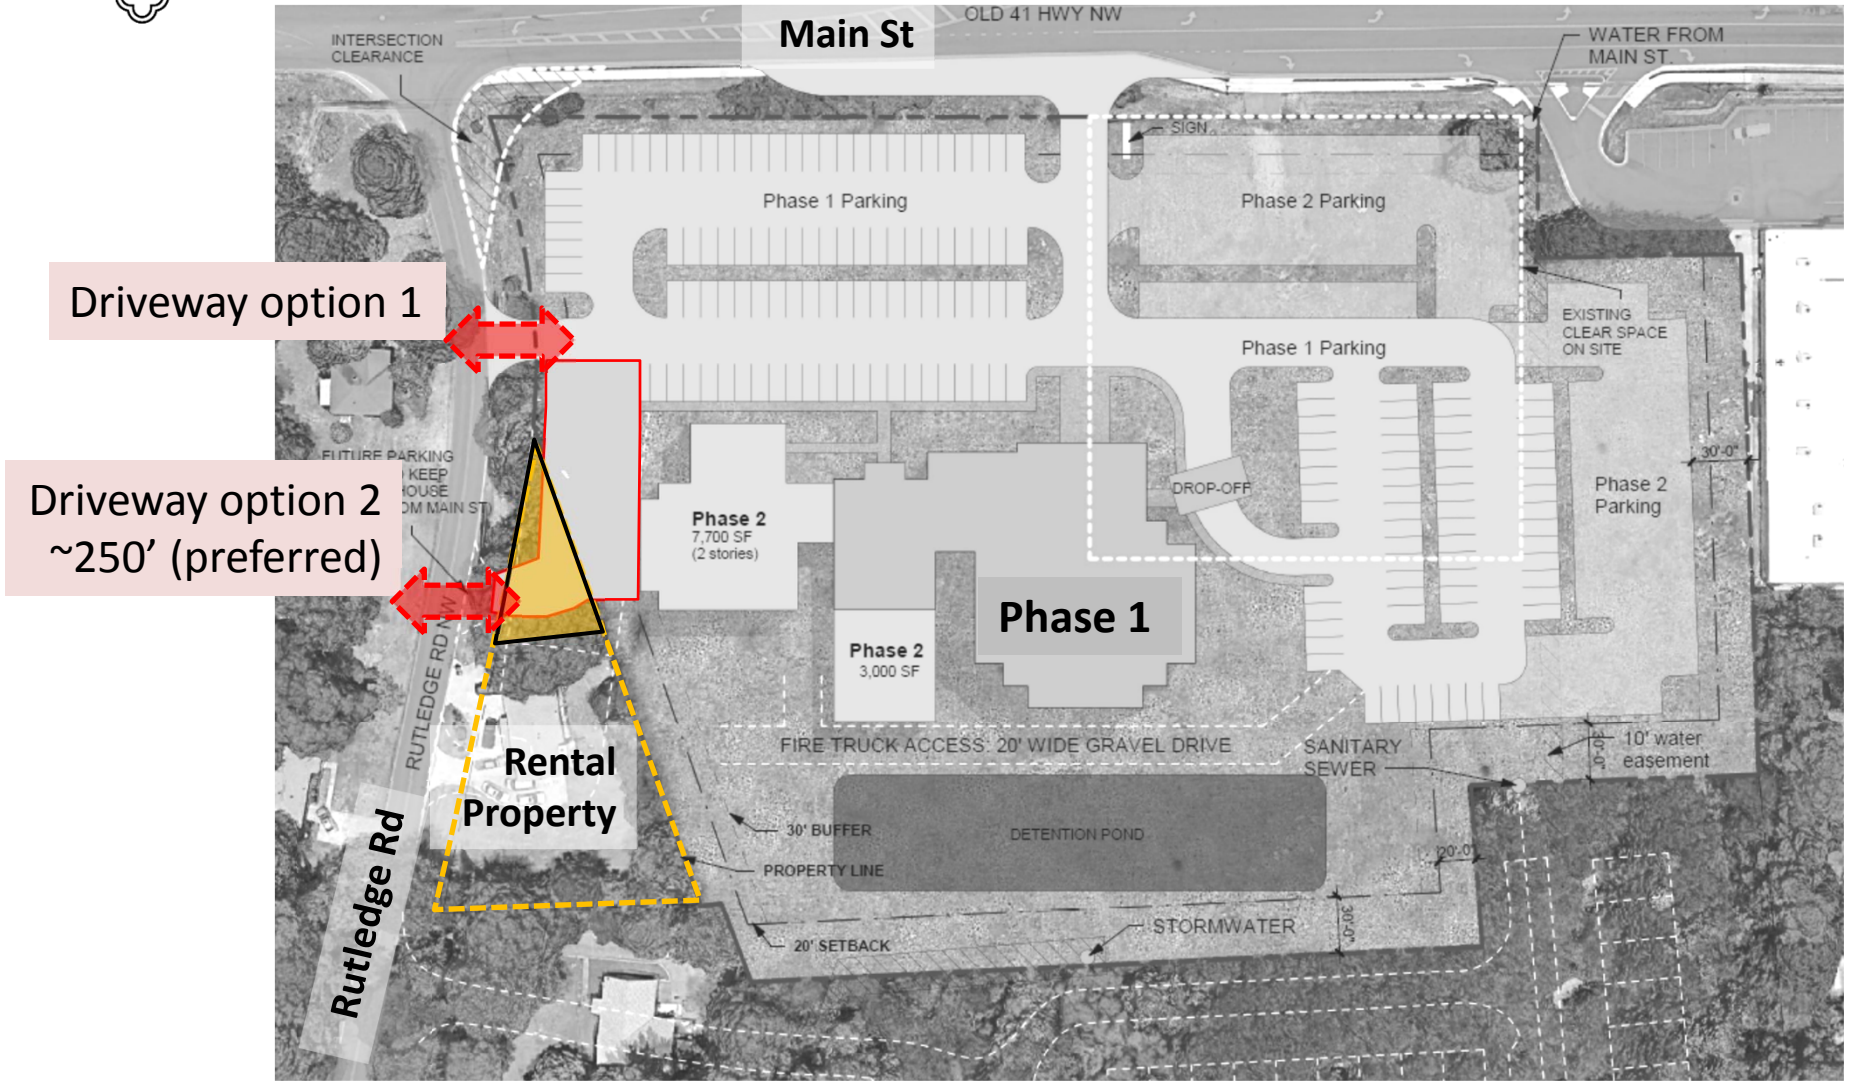 Main St
OLD 41 HWY NW
INTERSECTION
CLEARANCE
WATER FROM
MAIN ST.
SIGN
Phase 1 Parking
Phase 2 Parking
Driveway option 1
EXISTING
CLEAR SPACE
ON SITE
Phase 1 Parking
FUTURE PARKING
KEEP
HOUSE
OM MAIN ST)
30'-0"
Driveway option 2
~250’ (preferred)
DROP-OFF
Phase 2
Parking
Phase 2
7,700 SF
(2 stories)
Phase 1
Phase 2
3,000 SF
RUTLEDGE RD NW
Rental
Property
FIRE TRUCK ACCESS: 20' WIDE GRAVEL DRIVE
SANITARY
SEWER
10' water
easement
30'-0"
30' BUFFER
DETENTION POND
PROPERTY LINE
20'-0"
Rutledge Rd
20' SETBACK
STORMWATER
30'-0"